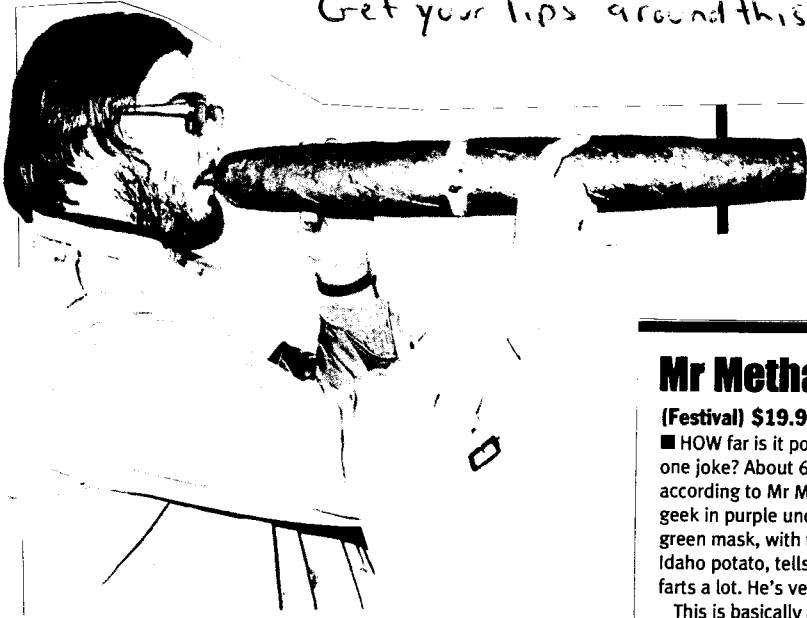 Get your lips around this
Mr Metha
(Festival) $19.9
■ HOW far is it po
one joke? About 6
according to Mr M
geek in purple un
green mask, with
Idaho potato, tells
farts a lot. He's ve
This is basically